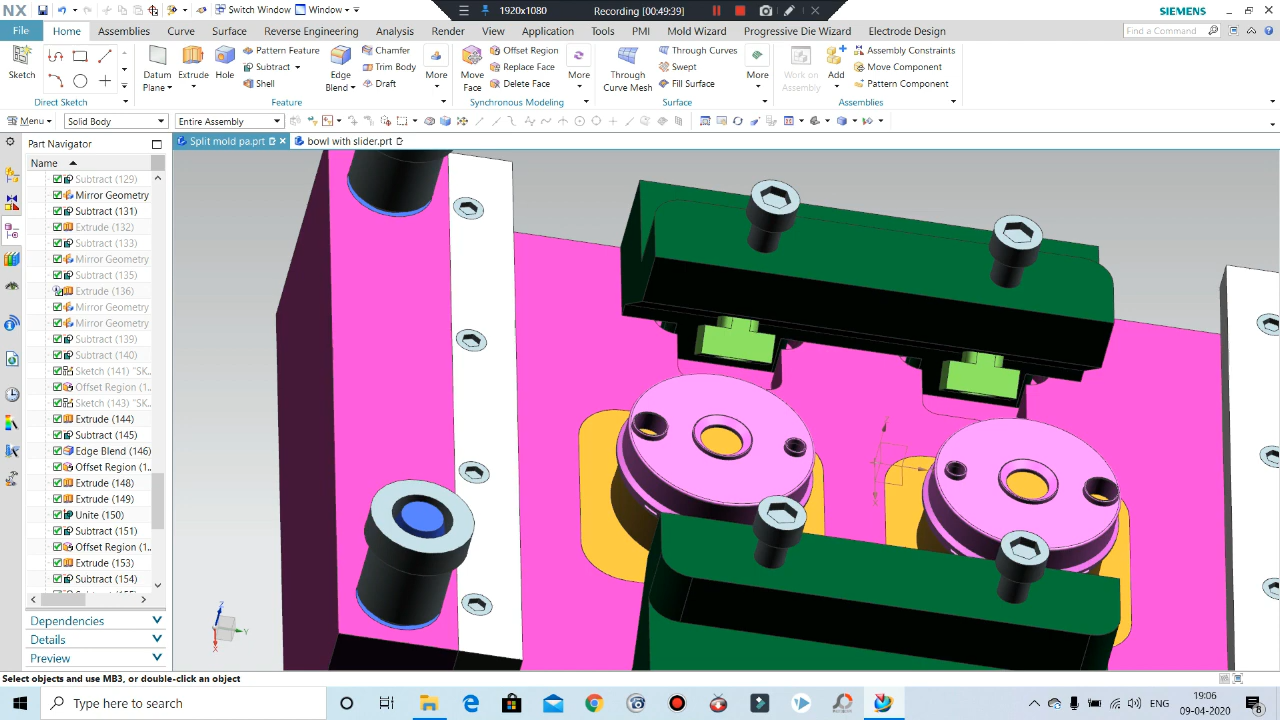 NX
Switch Window
Window
1920x1080
Recording [00:49:39]
SIEMENS
File
Home
Assemblies
Curve
Surface
Reverse Engineering
Analysis
Render
View
Application
Tools
PMI
Mold Wizard
Progressive Die Wizard
Electrode Design
Find a Command
Sketch
Direct Sketch
Datum Plane
Extrude
Hole
Pattern Feature
Subtract
Shell
Edge Blend
Chamfer
Trim Body
Draft
More
Feature
Move Face
Offset Region
Replace Face
Delete Face
More
Synchronous Modeling
Through Curve Mesh
Through Curves
Swept
Fill Surface
More
Surface
Work on Assembly
Add
Assembly Constraints
Move Component
Pattern Component
Assemblies
Menu
Solid Body
Entire Assembly
Part Navigator
Split mold pa.prt
bowl with slider.prt
Name
Subtract (129)
Mirror Geometry
Subtract (131)
Extrude (132)
Subtract (133)
Mirror Geometry
Subtract (135)
Extrude (136)
Mirror Geometry
Mirror Geometry
Subtract (139)
Subtract (140)
Sketch (141) "SK...
Offset Region (1...
Sketch (143) "SK...
Extrude (144)
Subtract (145)
Edge Blend (146)
Offset Region (1...
Extrude (148)
Extrude (149)
Unite (150)
Subtract (151)
Offset Region (1...
Extrude (153)
Subtract (154)
Dependencies
Details
Preview
Z
Y
X
Select objects and use MB3, or double-click an object
Type here to search
ENG
19:06
09-04-2020